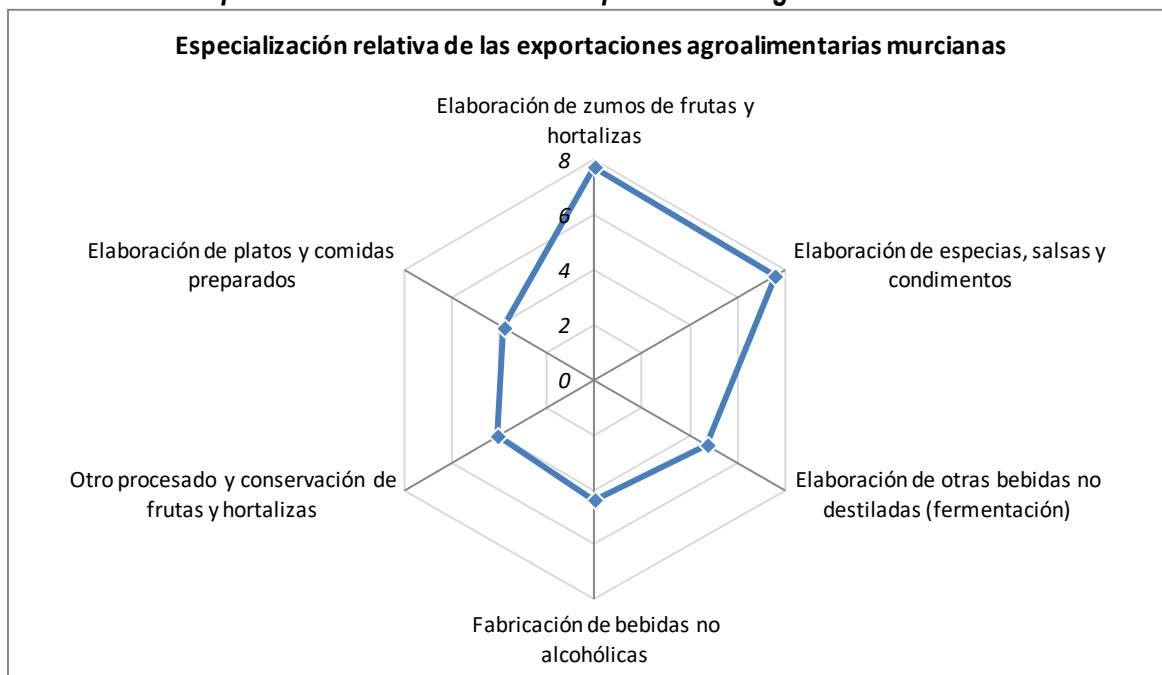 Especialización relativa de las exportaciones agroalimentarias murcianas
Elaboración de zumos de frutas y
hortalizas
8
6
4
2
0
Elaboración de especias, salsas y
condimentos
Elaboración de otras bebidas no
destiladas (fermentación)
Fabricación de bebidas no
alcohólicas
Otro procesado y conservación de
frutas y hortalizas
Elaboración de platos y comidas
preparados